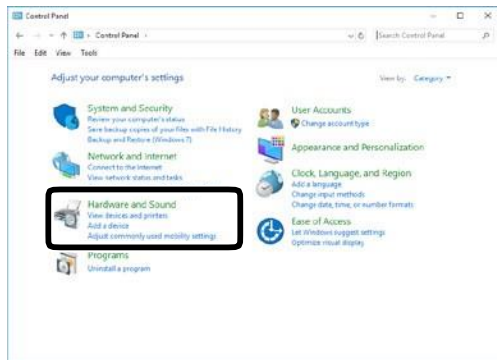 Control Panel
Control Panel
Search Control Panel
File Edit View Tools
Adjust your computer's settings
View by: Category
System and Security
Review your computer's status
Save backup copies of your files with File History
Backup and Restore (Windows 7)
Network and Internet
Connect to the Internet
View network status and tasks
Hardware and Sound
View devices and printers
Add a device
Adjust commonly used mobility settings
Programs
Uninstall a program
User Accounts
Change account type
Appearance and Personalization
Clock, Language, and Region
Add a language
Change input methods
Change date, time, or number formats
Ease of Access
Let Windows suggest settings
Optimize visual display